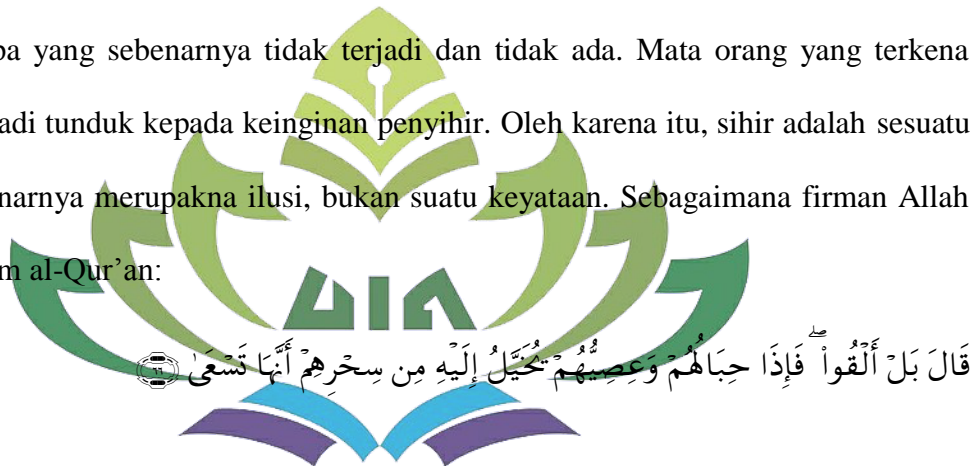 pa yang sebenarnya tidak terjadi dan tidak ada. Mata orang yang terkena
adi tunduk kepada keinginan penyihir. Oleh karena itu, sihir adalah sesuatu
narnya merupakna ilusi, bukan suatu keyataan. Sebagaimana firman Allah
m al-Qur’an:
UIN
قَالَ بَلْ أَلْقُوا۟ ۖ فَإِذَا حِبَالُهُمْ وَعِصِيُّهُمْ يُخَيَّلُ إِلَيْهِ مِن سِحْرِهِمْ أَنَّهَا تَسْعَىٰ ﴿٦٦﴾